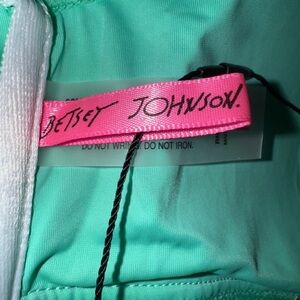 BETSEY JOHNSON.
DO NOT WRING. DO NOT IRON.